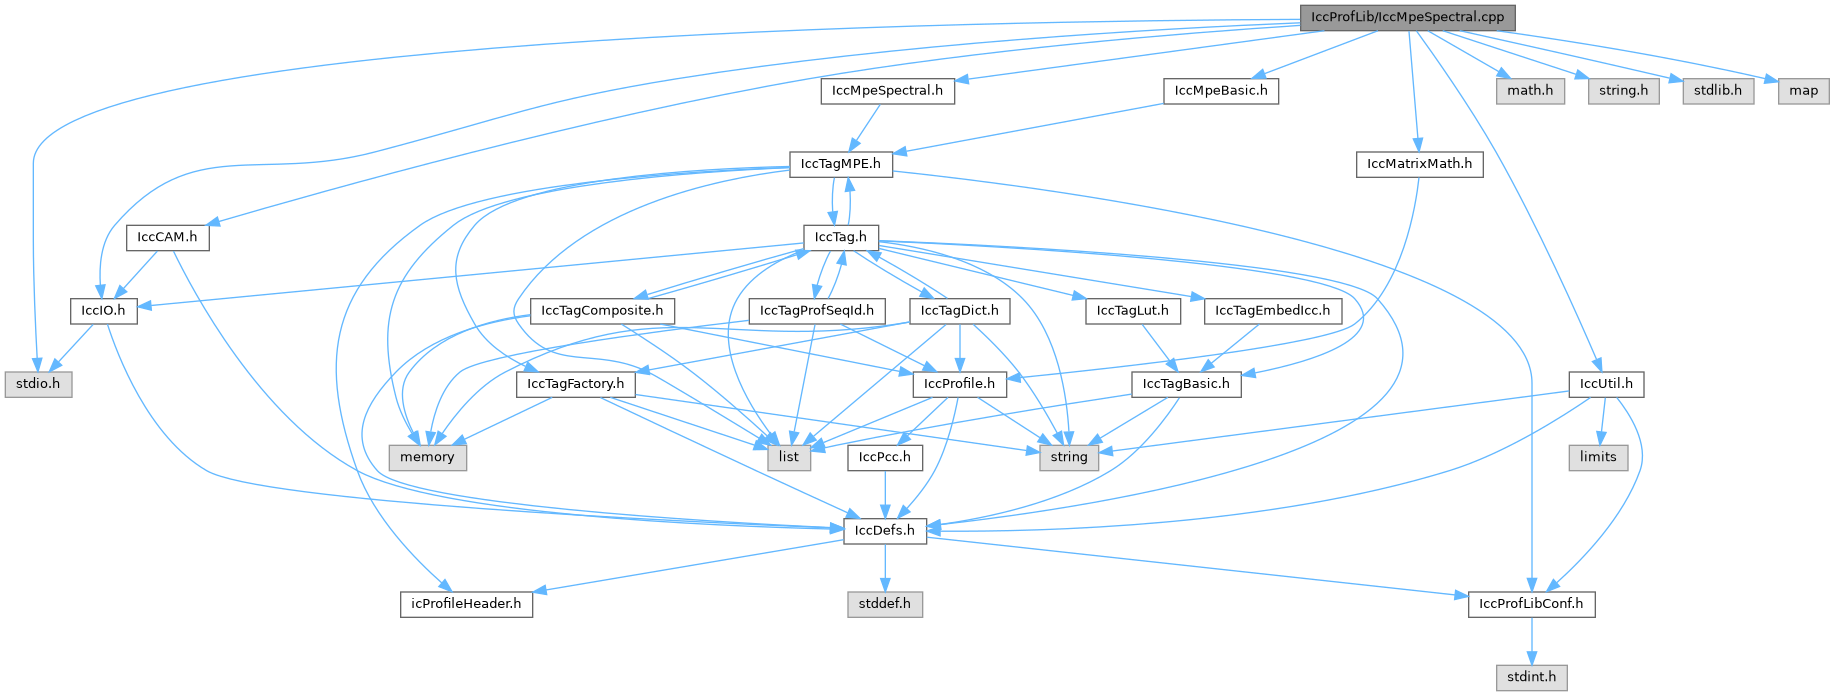 IccProfLib/IccMpeSpectral.cpp
IccMpeSpectral.h
IccMpeBasic.h
math.h
string.h
stdlib.h
map
IccTagMPE.h
IccMatrixMath.h
IccCAM.h
IccTag.h
IccIO.h
IccTagComposite.h
IccTagProfSeqId.h
IccTagDict.h
IccTagLut.h
IccTagEmbedIcc.h
stdio.h
IccTagFactory.h
IccProfile.h
IccTagBasic.h
IccUtil.h
memory
list
IccPcc.h
string
limits
IccDefs.h
icProfileHeader.h
stddef.h
IccProfLibConf.h
stdint.h